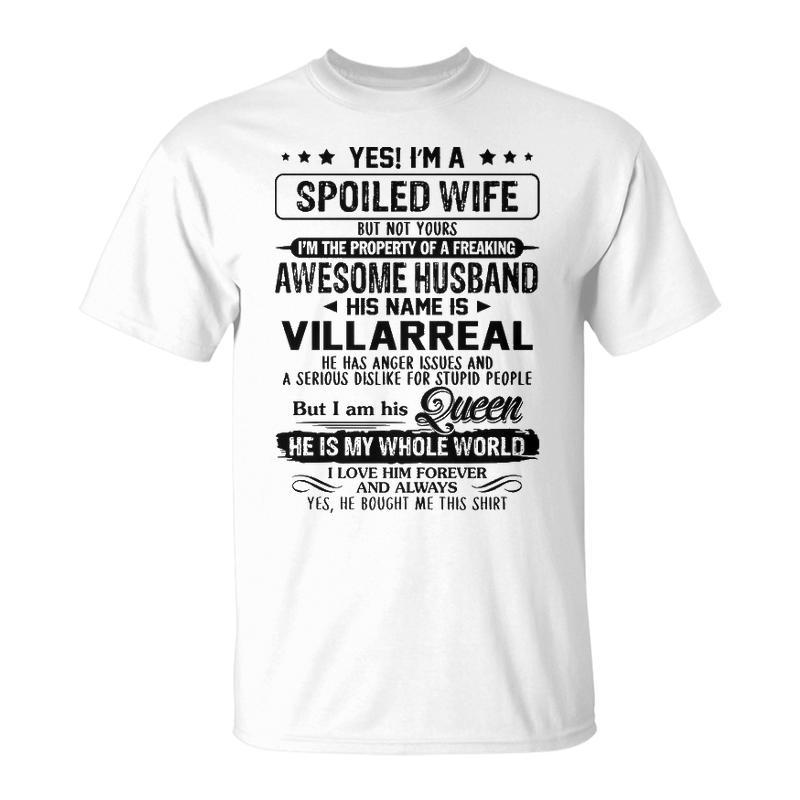 YES! I'M A
SPOILED WIFE
BUT NOT YOURS
I'M THE PROPERTY OF A FREAKING
AWESOME HUSBAND
HIS NAME IS
VILLARREAL
HE HAS ANGER ISSUES AND
A SERIOUS DISLIKE FOR STUPID PEOPLE
But I am his Queen
HE IS MY WHOLE WORLD
I LOVE HIM FOREVER
AND ALWAYS
YES, HE BOUGHT ME THIS SHIRT